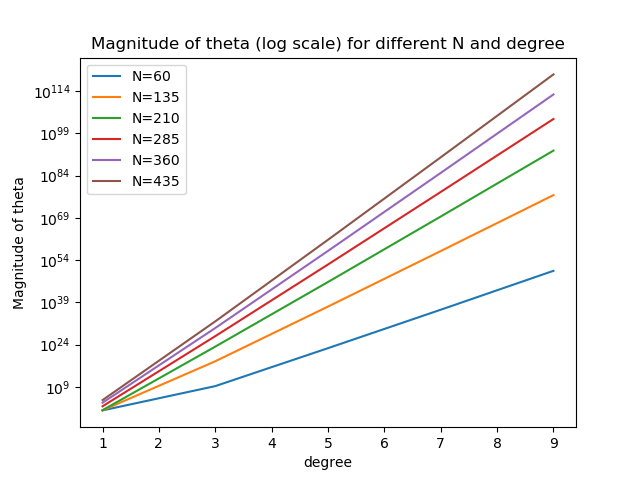 Magnitude of theta (log scale) for different N and degree
N=60
N=135
N=210
N=285
N=360
N=435
Magnitude of theta
10^114
10^99
10^84
10^69
10^54
10^39
10^24
10^9
1 2 3 4 5 6 7 8 9
degree